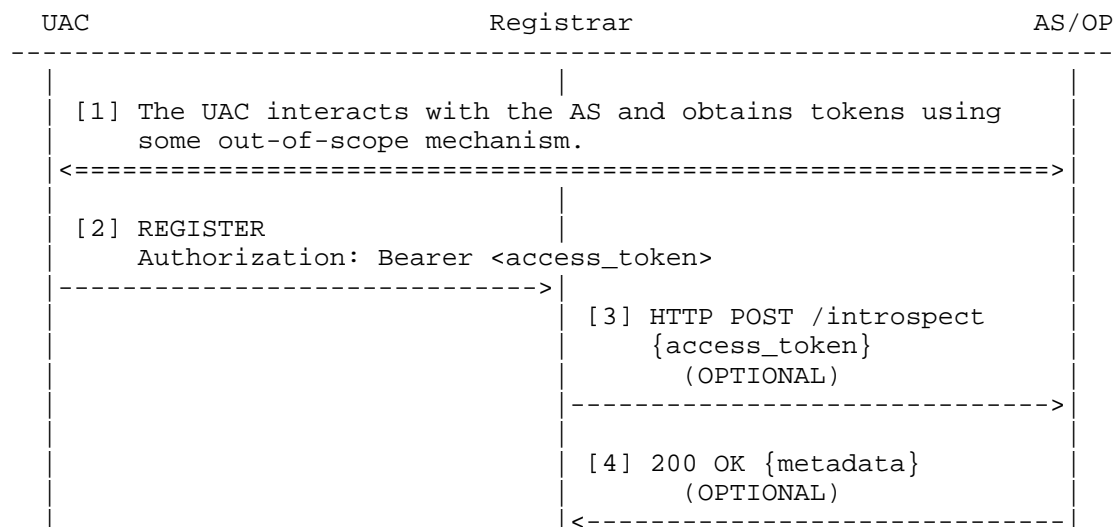 UAC Registrar AS/OP
[1] The UAC interacts with the AS and obtains tokens using
some out-of-scope mechanism.
[2] REGISTER
Authorization: Bearer <access_token>
[3] HTTP POST /introspect
{access_token}
(OPTIONAL)
[4] 200 OK {metadata}
(OPTIONAL)